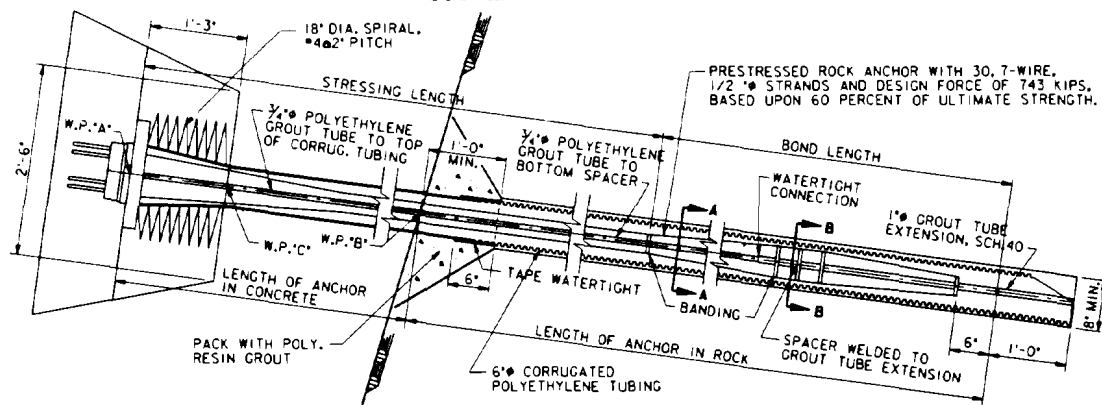 1'-3"
18" DIA. SPIRAL,
#4@2" PITCH
STRESSING LENGTH
PRESTRESSED ROCK ANCHOR WITH 30, 7-WIRE,
1/2 "φ STRANDS AND DESIGN FORCE OF 743 KIPS,
BASED UPON 60 PERCENT OF ULTIMATE STRENGTH.
2'-6"
W.P."A"
3/4"φ POLYETHYLENE
GROUT TUBE TO TOP
OF CORRUG. TUBING
1'-0"
MIN.
3/4"φ POLYETHYLENE
GROUT TUBE TO
BOTTOM SPACER
BOND LENGTH
WATERTIGHT
CONNECTION
1"φ GROUT TUBE
EXTENSION, SCH.40
A
B
W.P."C"
W.P."B"
LENGTH OF ANCHOR
IN CONCRETE
6"
TAPE WATERTIGHT
A
BANDING
B
8" MIN.
PACK WITH POLY.
RESIN GROUT
LENGTH OF ANCHOR IN ROCK
6"φ CORRUGATED
POLYETHYLENE TUBING
SPACER WELDED TO
GROUT TUBE EXTENSION
6"
1'-0"